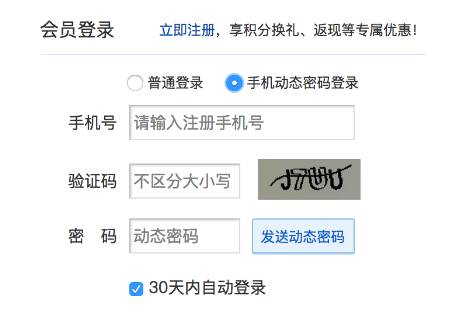 会员登录 立即注册，享积分换礼、返现等专属优惠！
普通登录 手机动态密码登录
手机号 请输入注册手机号
验证码 不区分大小写
密 码 动态密码 发送动态密码
30天内自动登录